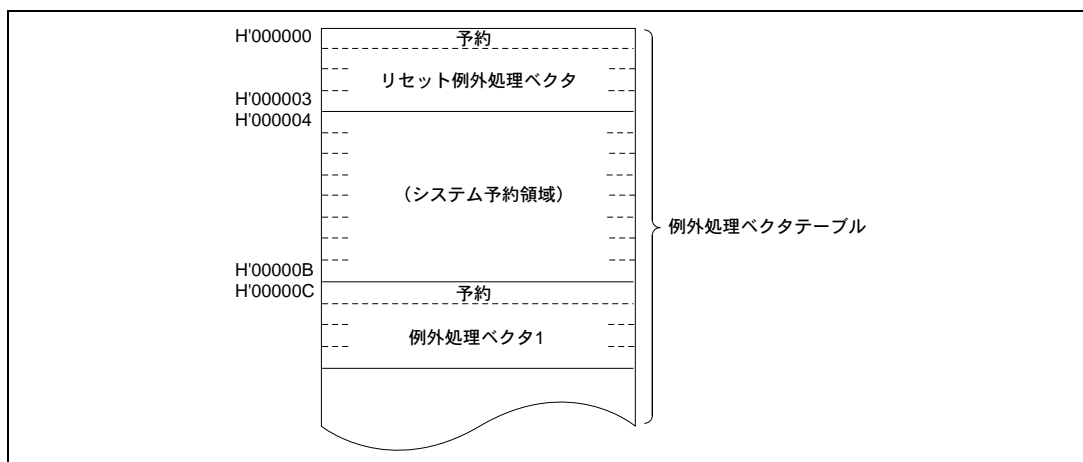 H'000000
予約
リセット例外処理ベクタ
H'000003
H'000004
(システム予約領域)
例外処理ベクタテーブル
H'00000B
H'00000C
予約
例外処理ベクタ1